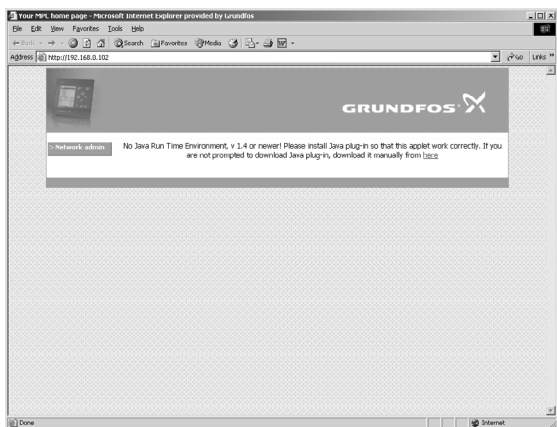 Your MPC home page - Microsoft Internet Explorer provided by Grundfos
File Edit View Favorites Tools Help
Back Search Favorites Media
Address http://192.168.0.102 Go Links »
GRUNDFOS
> Network admin
No Java Run Time Environment, v 1.4 or newer! Please install Java plug-in so that this applet work correctly. If you
are not prompted to download Java plug-in, download it manually from here
Done Internet